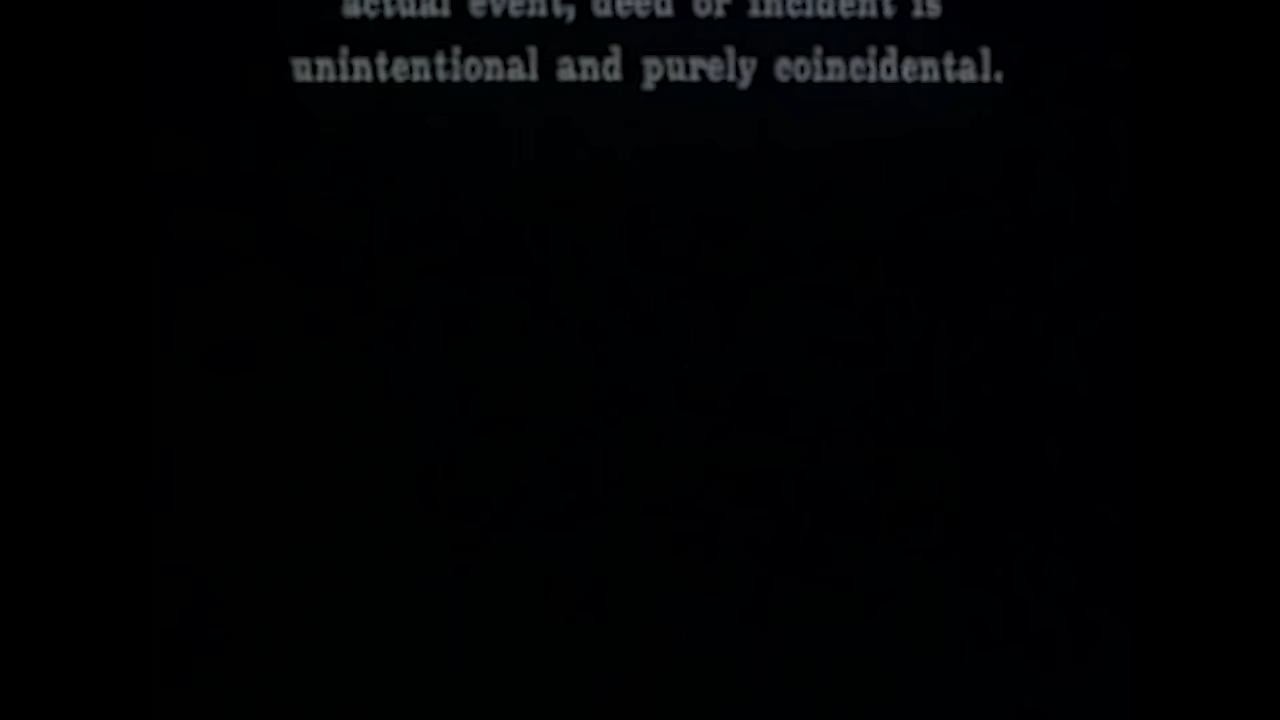 actual event, deed or incident is
unintentional and purely coincidental.